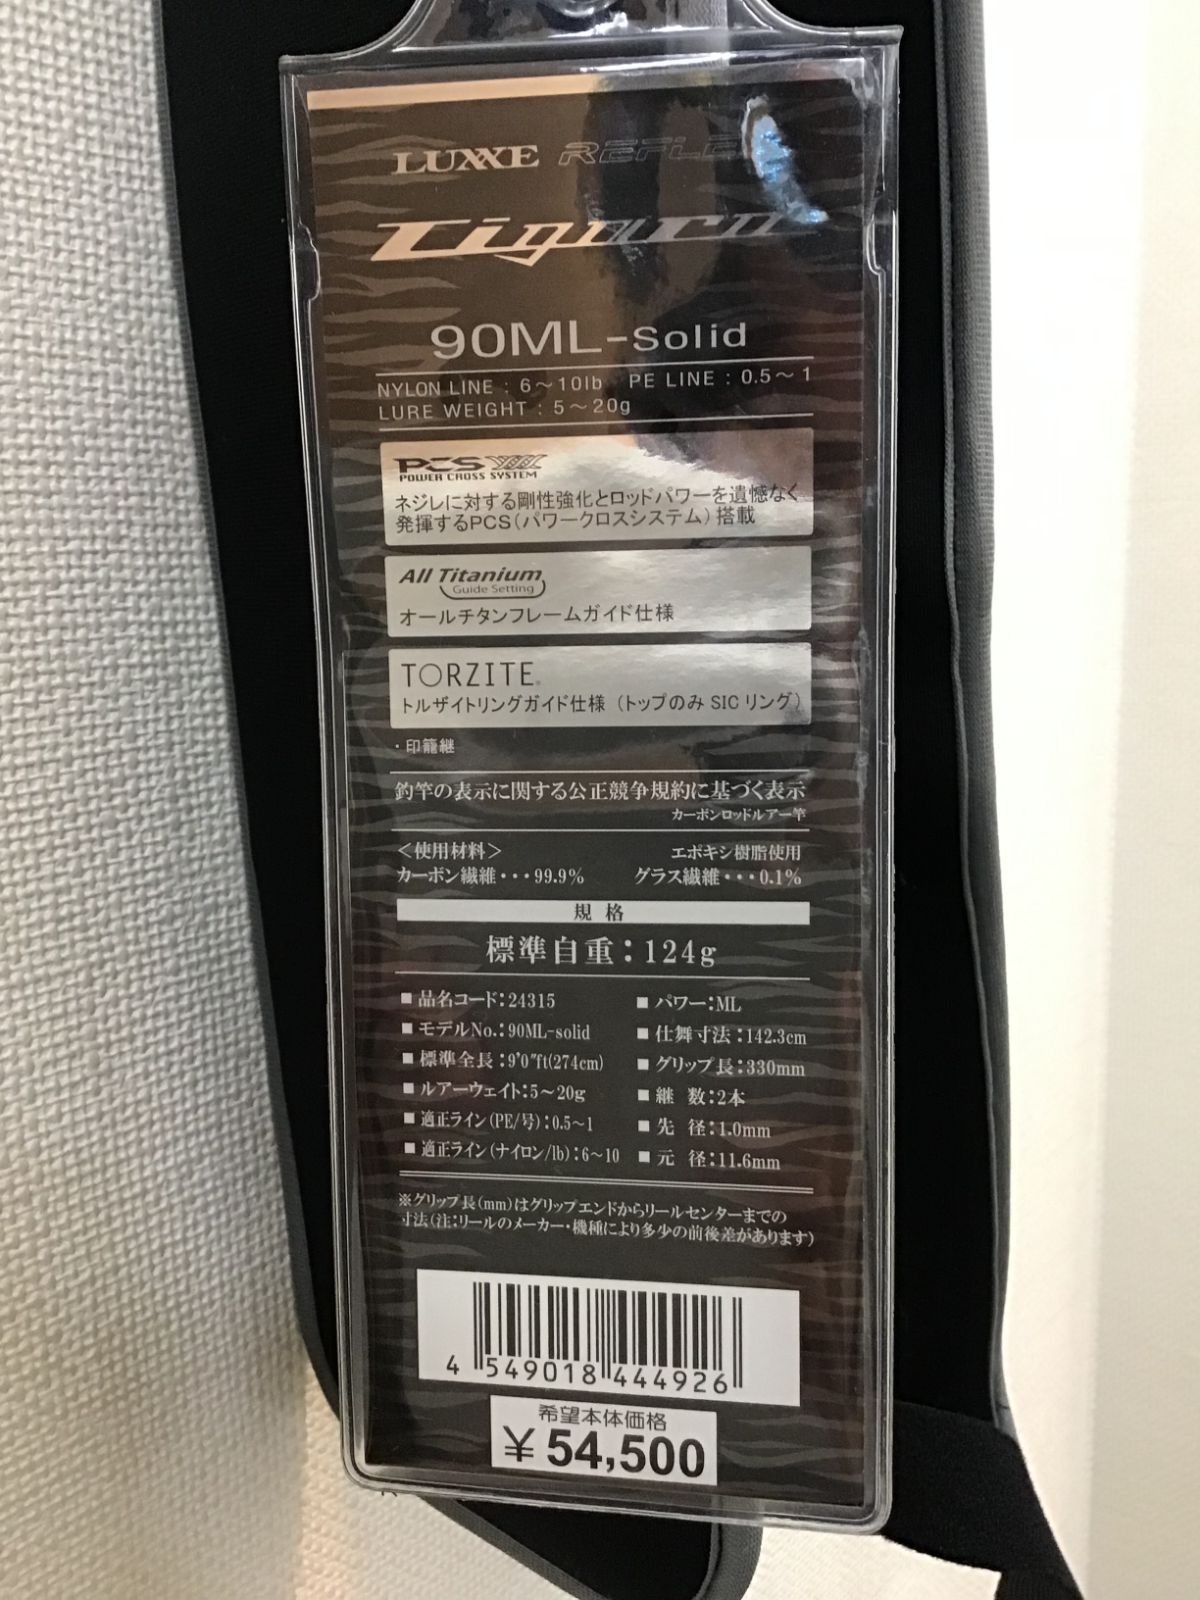 LUXXE
90ML-Solid
NYLON LINE : 6～10lb PE LINE : 0.5～1
LURE WEIGHT : 5～20g
PCS
POWER CROSS SYSTEM
ネジレに対する剛性強化とロッドパワーを遺憾なく
発揮するPCS（パワークロスシステム）搭載
All Titanium
Guide Setting
オールチタンフレームガイド仕様
TORZITE®
トルザイトリングガイド仕様（トップのみ SIC リング）
・印籠継
釣竿の表示に関する公正競争規約に基づく表示
カーボンロッドルアー竿
＜使用材料＞ エポキシ樹脂使用
カーボン繊維・・・99.9% グラス繊維・・・0.1%
規格
標準自重：124g
■ 品名コード：24315 ■ パワー：ML
■ モデルNo.：90ML-solid ■ 仕舞寸法：142.3cm
■ 標準全長：9'0"ft(274cm) ■ グリップ長：330mm
■ ルアーウェイト：5～20g ■ 継 数：2本
■ 適正ライン（PE/号）：0.5～1 ■ 先 径：1.0mm
■ 適正ライン（ナイロン/lb）：6～10 ■ 元 径：11.6mm
※グリップ長（mm）はグリップエンドからリールセンターまでの
寸法（注：リールのメーカー・機種により多少の前後差があります）
4 549018 444926
希望本体価格
¥ 54,500